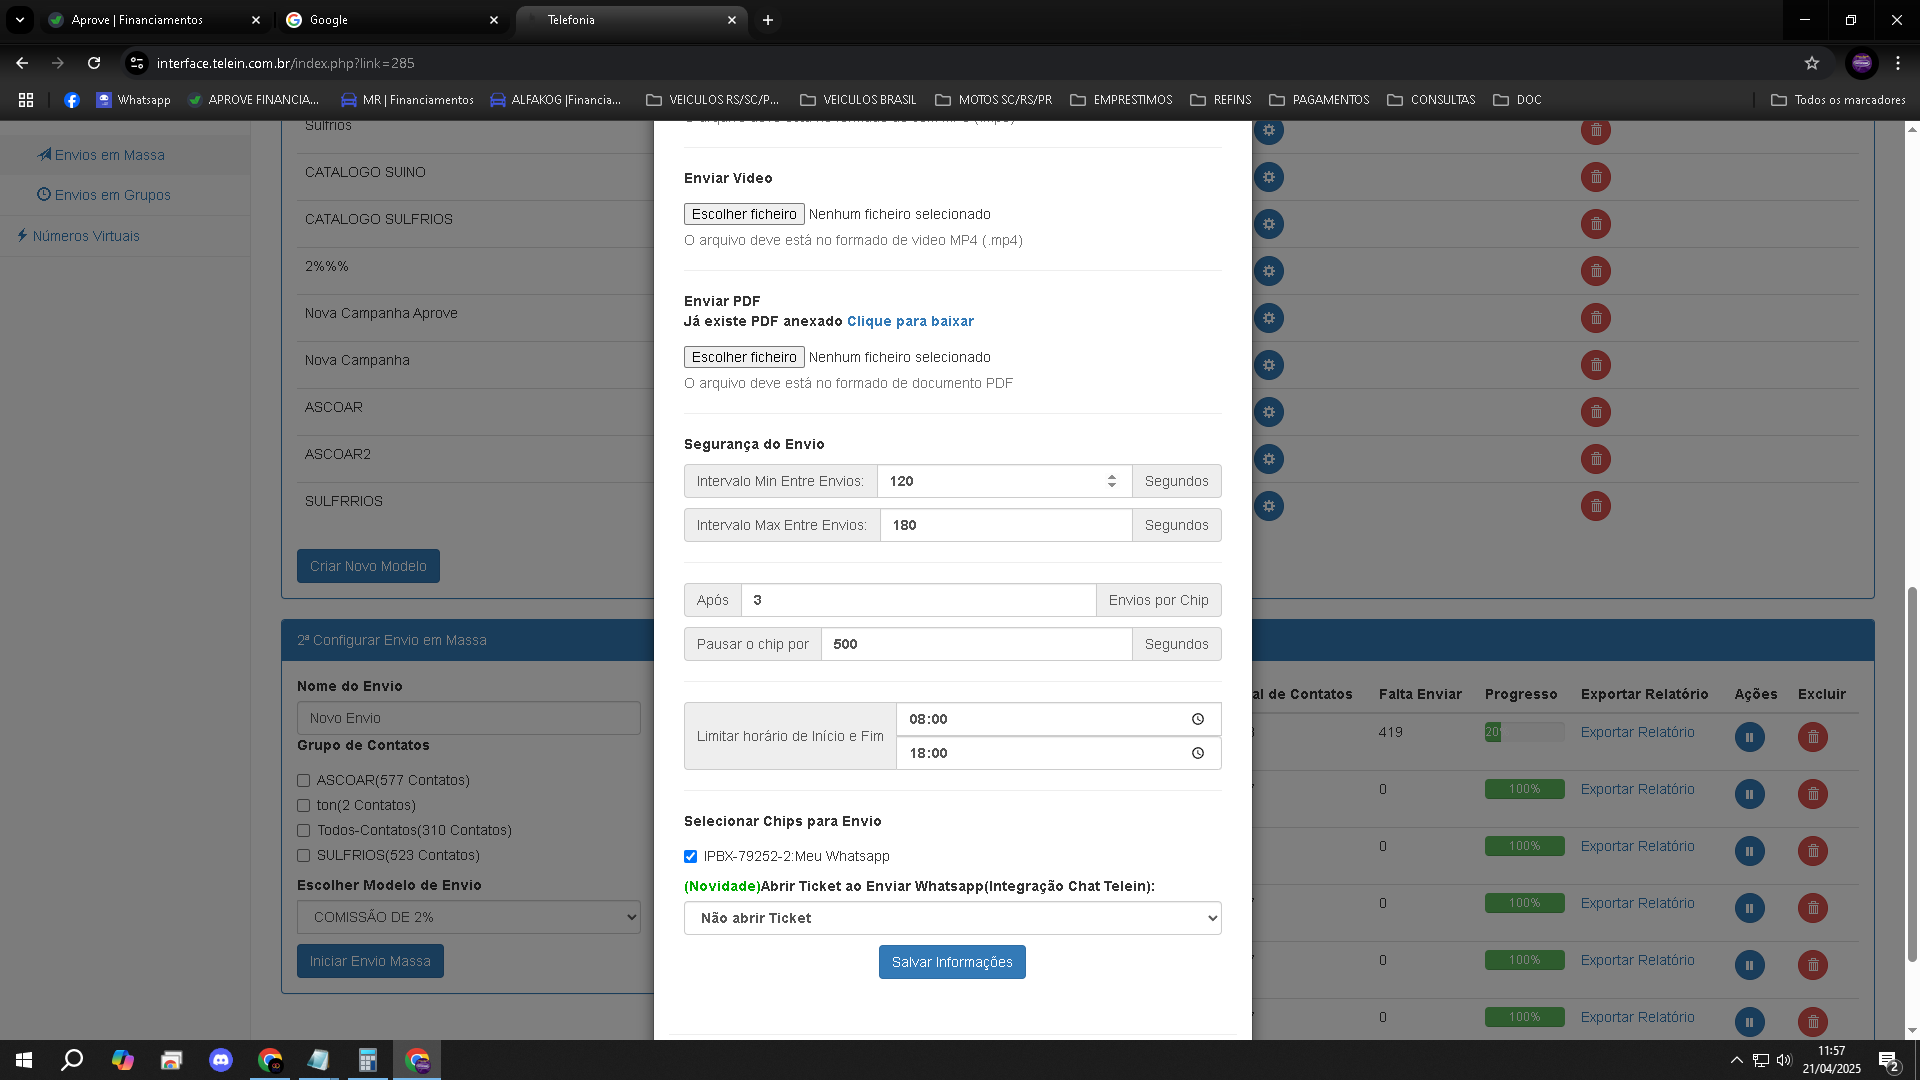 Aprove | Financiamentos
Google
Telefonia
interface.telein.com.br/index.php?link=285
Whatsapp
APROVE FINANCIA...
MR | Financiamentos
ALFAKOG |Financia...
VEICULOS RS/SC/P...
VEICULOS BRASIL
MOTOS SC/RS/PR
EMPRESTIMOS
REFINS
PAGAMENTOS
CONSULTAS
DOC
Todos os marcadores
Envios em Massa
Envios em Grupos
Números Virtuais
Sulfrios
CATALOGO SUINO
CATALOGO SULFRIOS
2%%%
Nova Campanha Aprove
Nova Campanha
ASCOAR
ASCOAR2
SULFRRIOS
Criar Novo Modelo
2ª Configurar Envio em Massa
Nome do Envio
Novo Envio
Grupo de Contatos
ASCOAR(577 Contatos)
ton(2 Contatos)
Todos-Contatos(310 Contatos)
SULFRIOS(523 Contatos)
Escolher Modelo de Envio
COMISSÃO DE 2%
Iniciar Envio Massa
Enviar Video
Escolher ficheiro Nenhum ficheiro selecionado
O arquivo deve está no formado de video MP4 (.mp4)
Enviar PDF
Já existe PDF anexado Clique para baixar
Escolher ficheiro Nenhum ficheiro selecionado
O arquivo deve está no formado de documento PDF
Segurança do Envio
Intervalo Min Entre Envios: 120 Segundos
Intervalo Max Entre Envios: 180 Segundos
Após 3 Envios por Chip
Pausar o chip por 500 Segundos
Limitar horário de Início e Fim
08:00
18:00
Selecionar Chips para Envio
IPBX-79252-2:Meu Whatsapp
(Novidade)Abrir Ticket ao Enviar Whatsapp(Integração Chat Telein):
Não abrir Ticket
Salvar Informações
de Contatos Falta Enviar Progresso Exportar Relatório Ações Excluir
419 20 Exportar Relatório
0 100% Exportar Relatório
0 100% Exportar Relatório
0 100% Exportar Relatório
0 100% Exportar Relatório
0 100% Exportar Relatório
11:57
21/04/2025
2